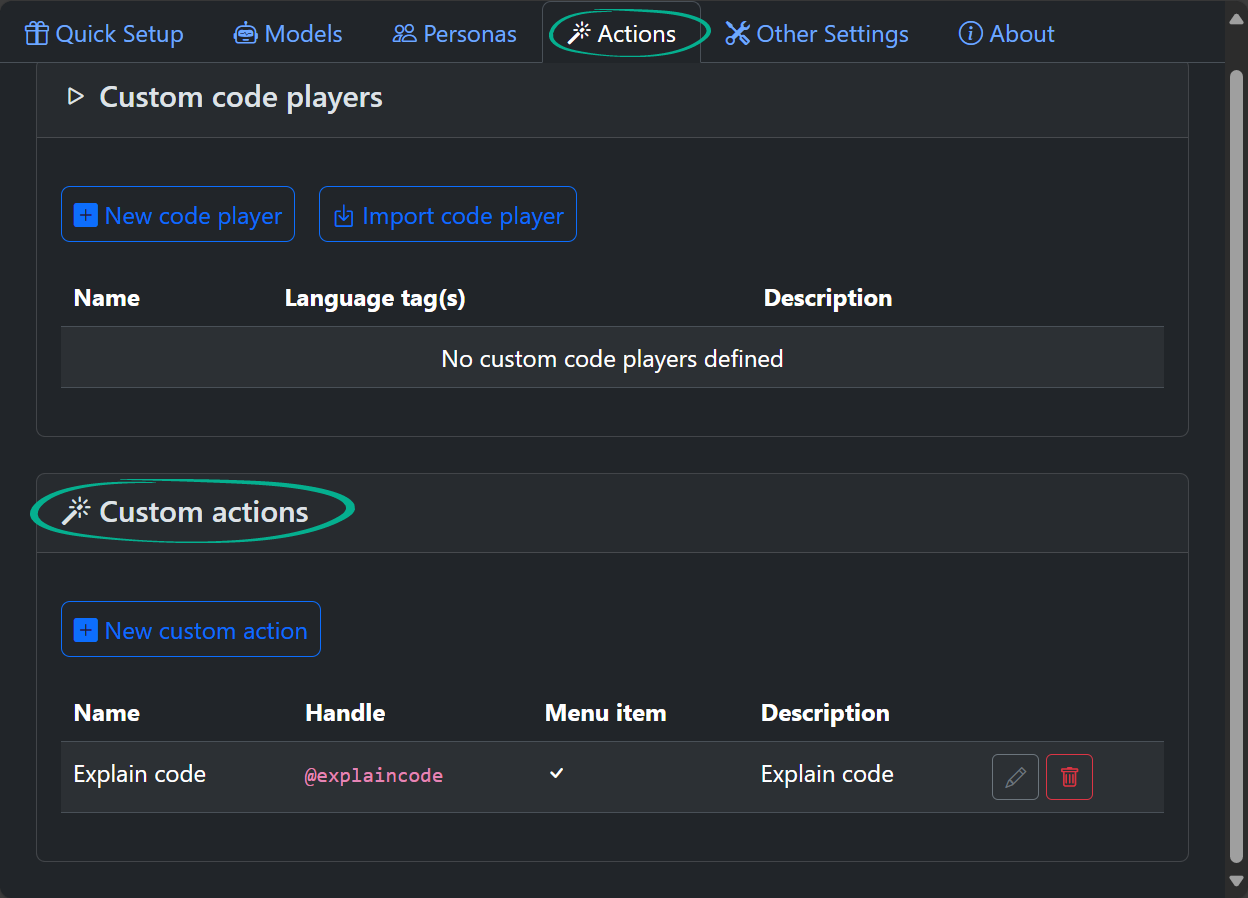 Quick Setup Models Personas Actions Other Settings About
Custom code players
New code player Import code player
Name Language tag(s) Description
No custom code players defined
Custom actions
New custom action
Name Handle Menu item Description
Explain code @explaincode Explain code